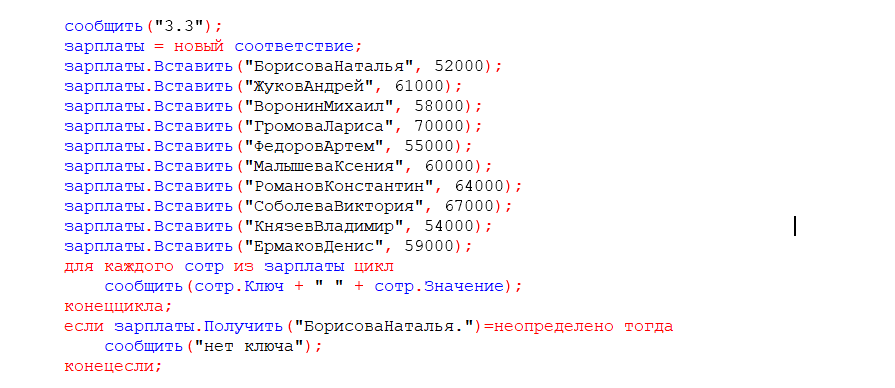 сообщить("3.3");
зарплаты = новый соответствие;
зарплаты.Вставить("БорисоваНаталья", 52000);
зарплаты.Вставить("ЖуковАндрей", 61000);
зарплаты.Вставить("ВоронинМихаил", 58000);
зарплаты.Вставить("ГромоваЛариса", 70000);
зарплаты.Вставить("ФедоровАртем", 55000);
зарплаты.Вставить("МалышеваКсения", 60000);
зарплаты.Вставить("РомановКонстантин", 64000);
зарплаты.Вставить("СоболеваВиктория", 67000);
зарплаты.Вставить("КнязевВладимир", 54000);
зарплаты.Вставить("ЕрмаковДенис", 59000);
для каждого сотр из зарплаты цикл
    сообщить(сотр.Ключ + " " + сотр.Значение);
конеццикла;
если зарплаты.Получить("БорисоваНаталья.")=неопределено тогда
    сообщить("нет ключа");
конецесли;